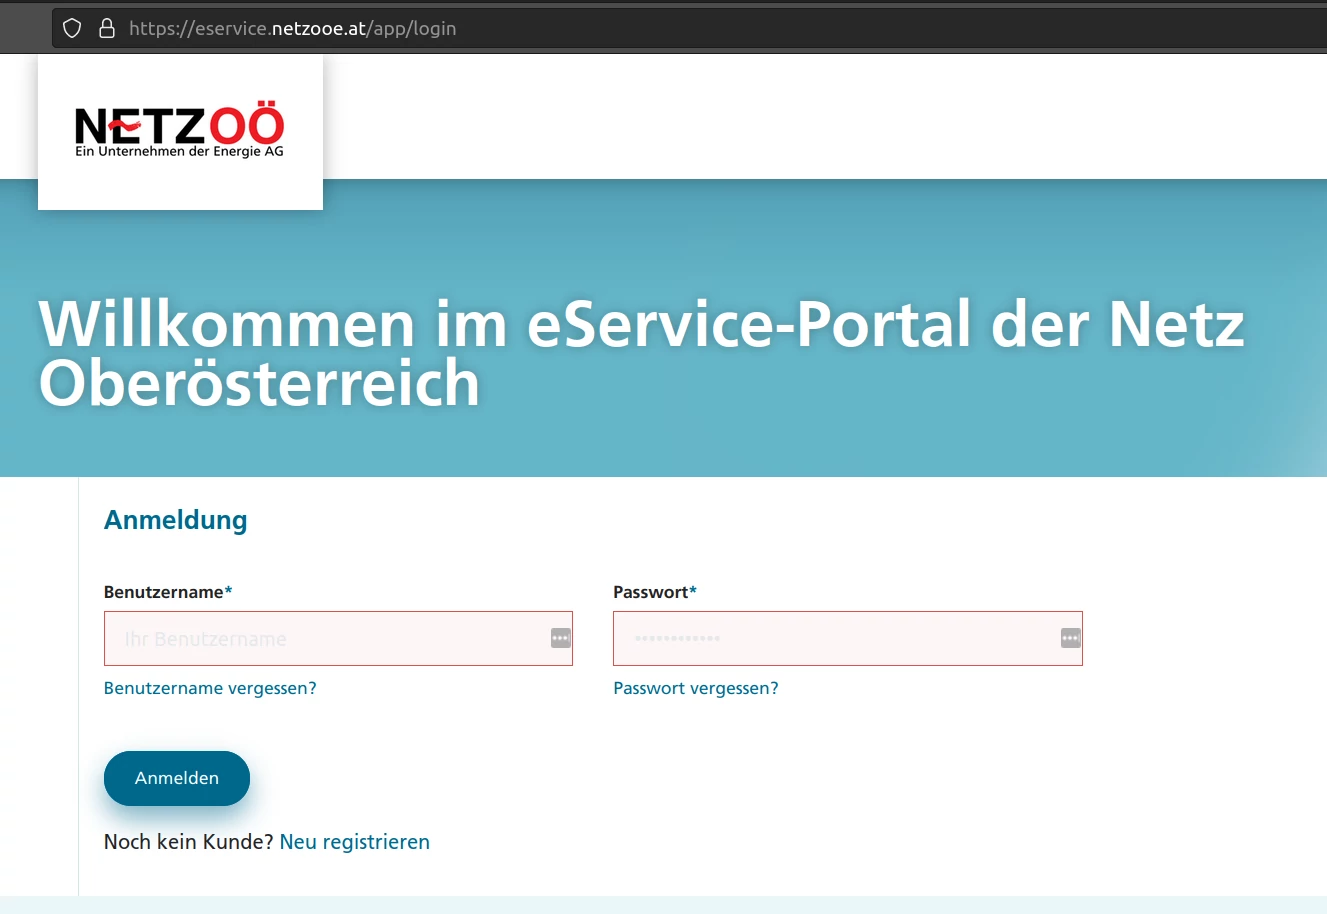 https://eservice.netzooe.at/app/login
NETZOÖ
Ein Unternehmen der Energie AG
Willkommen im eService-Portal der Netz
Oberösterreich
Anmeldung
Benutzername*
Passwort*
Ihr Benutzername
••••••••••••
Benutzername vergessen?
Passwort vergessen?
Anmelden
Noch kein Kunde? Neu registrieren